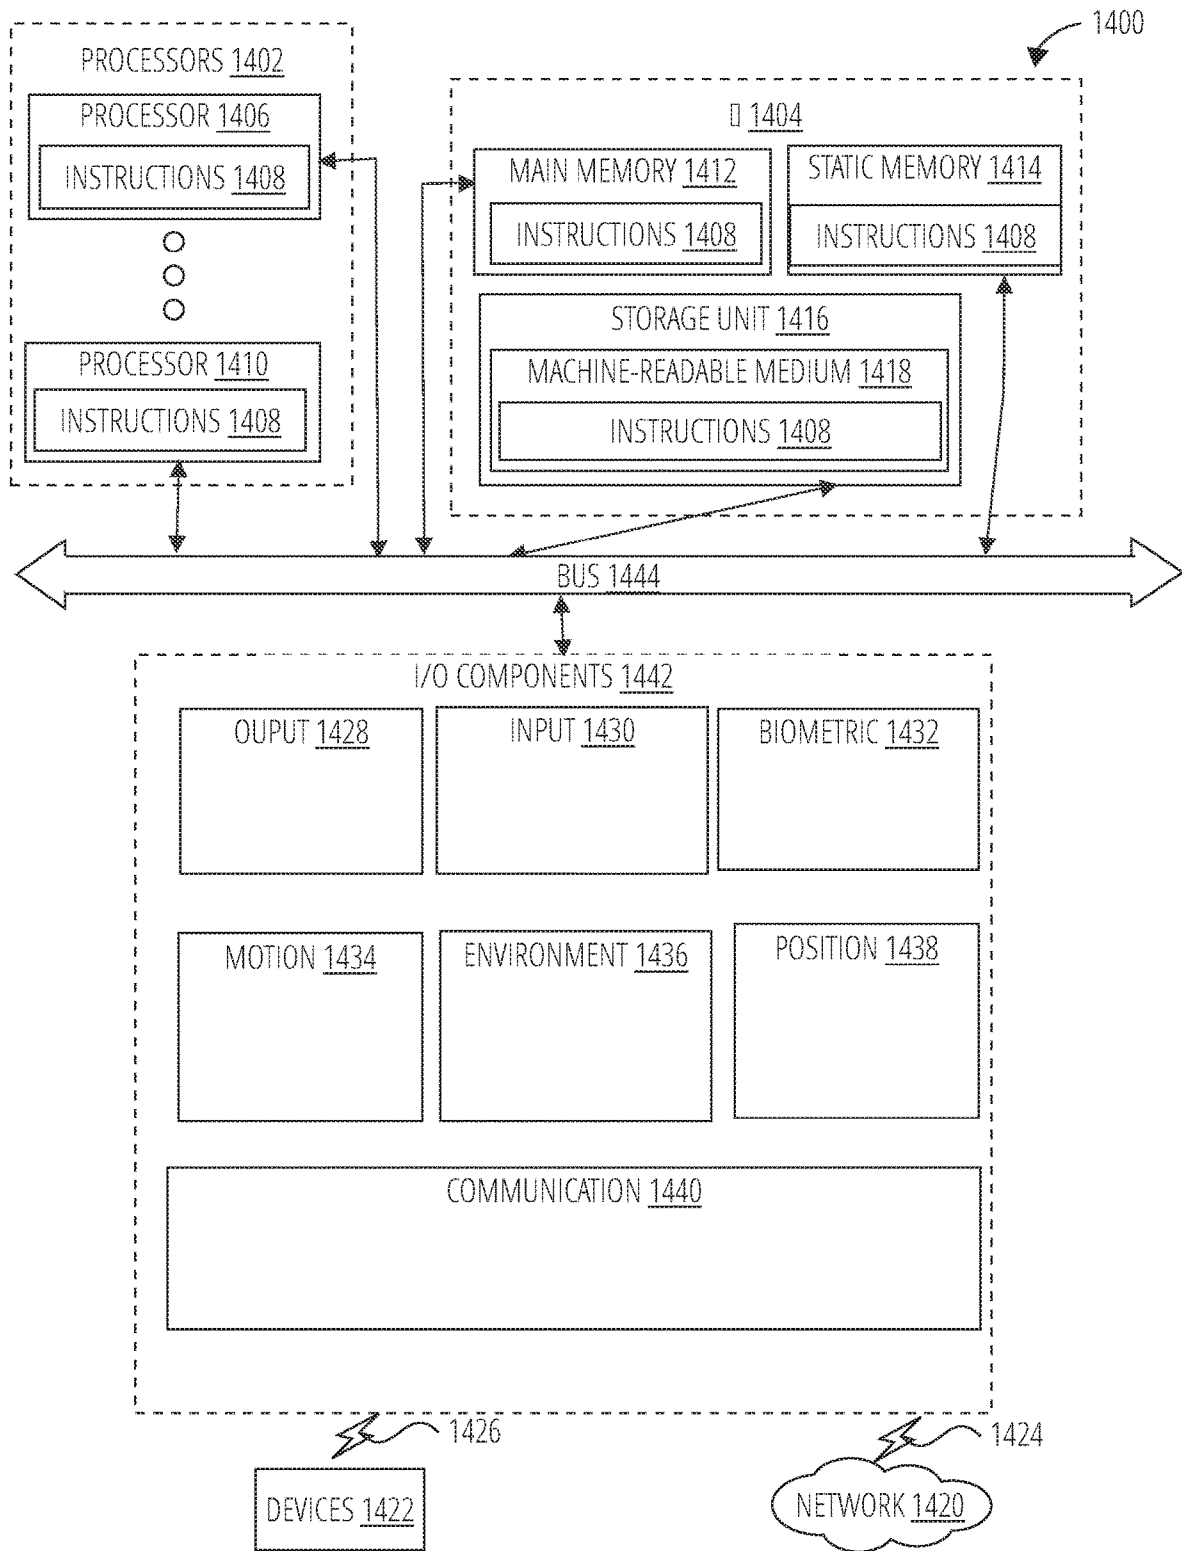 1400
PROCESSORS 1402
PROCESSOR 1406
INSTRUCTIONS 1408
PROCESSOR 1410
INSTRUCTIONS 1408
1404
MAIN MEMORY 1412
INSTRUCTIONS 1408
STATIC MEMORY 1414
INSTRUCTIONS 1408
STORAGE UNIT 1416
MACHINE-READABLE MEDIUM 1418
INSTRUCTIONS 1408
BUS 1444
I/O COMPONENTS 1442
OUPUT 1428
INPUT 1430
BIOMETRIC 1432
MOTION 1434
ENVIRONMENT 1436
POSITION 1438
COMMUNICATION 1440
1426
1424
DEVICES 1422
NETWORK 1420